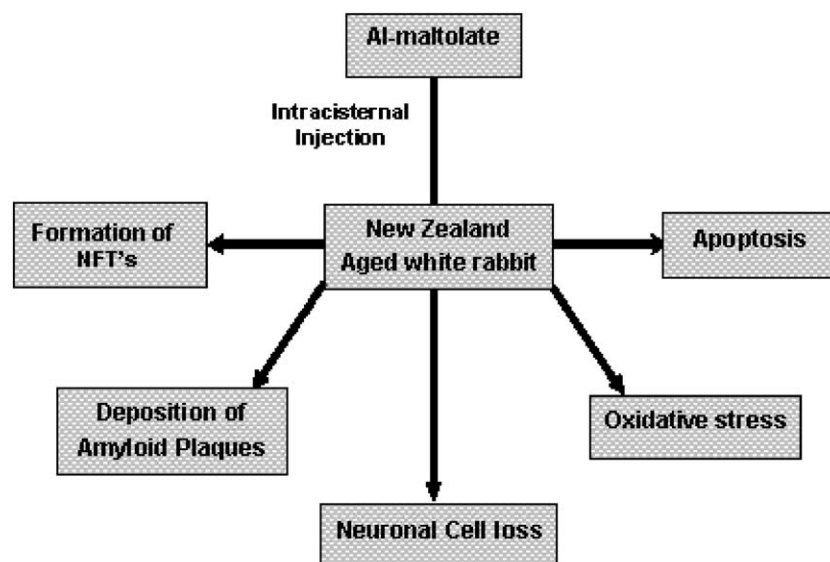 Al-maltolate
Intracisternal
Injection
New Zealand
Aged white rabbit
Formation of
NFT's
Apoptosis
Deposition of
Amyloid Plaques
Oxidative stress
Neuronal Cell loss